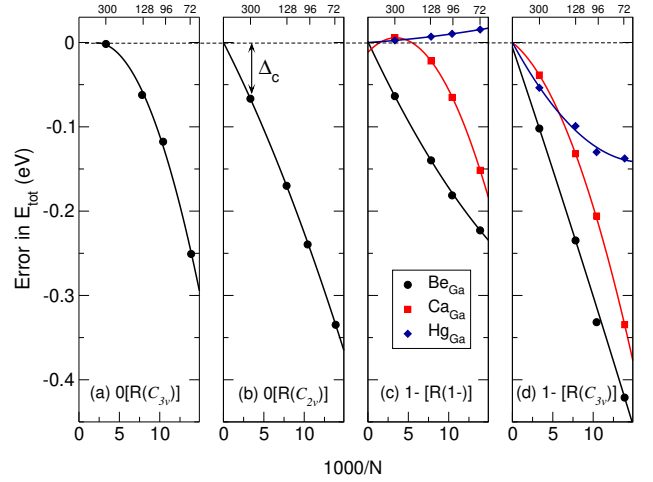 300 128 96 72 300 128 96 72 300 128 96 72 300 128 96 72
0
-0.1
-0.2
-0.3
-0.4
Error in E_tot (eV)
Δ_c
Be_Ga
Ca_Ga
Hg_Ga
(a) 0[R(C_3v)] (b) 0[R(C_2v)] (c) 1- [R(1-)] (d) 1- [R(C_3v)]
0 5 10 0 5 10 0 5 10 0 5 10
1000/N